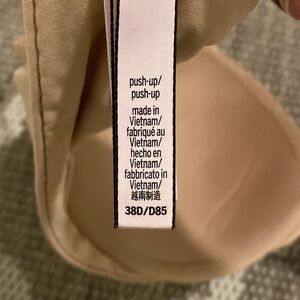 push-up/
push-up
made in
Vietnam/
fabriqué au
Vietnam/
hecho en
Vietnam/
fabbricato in
Vietnam/
越南制造
38D/D85